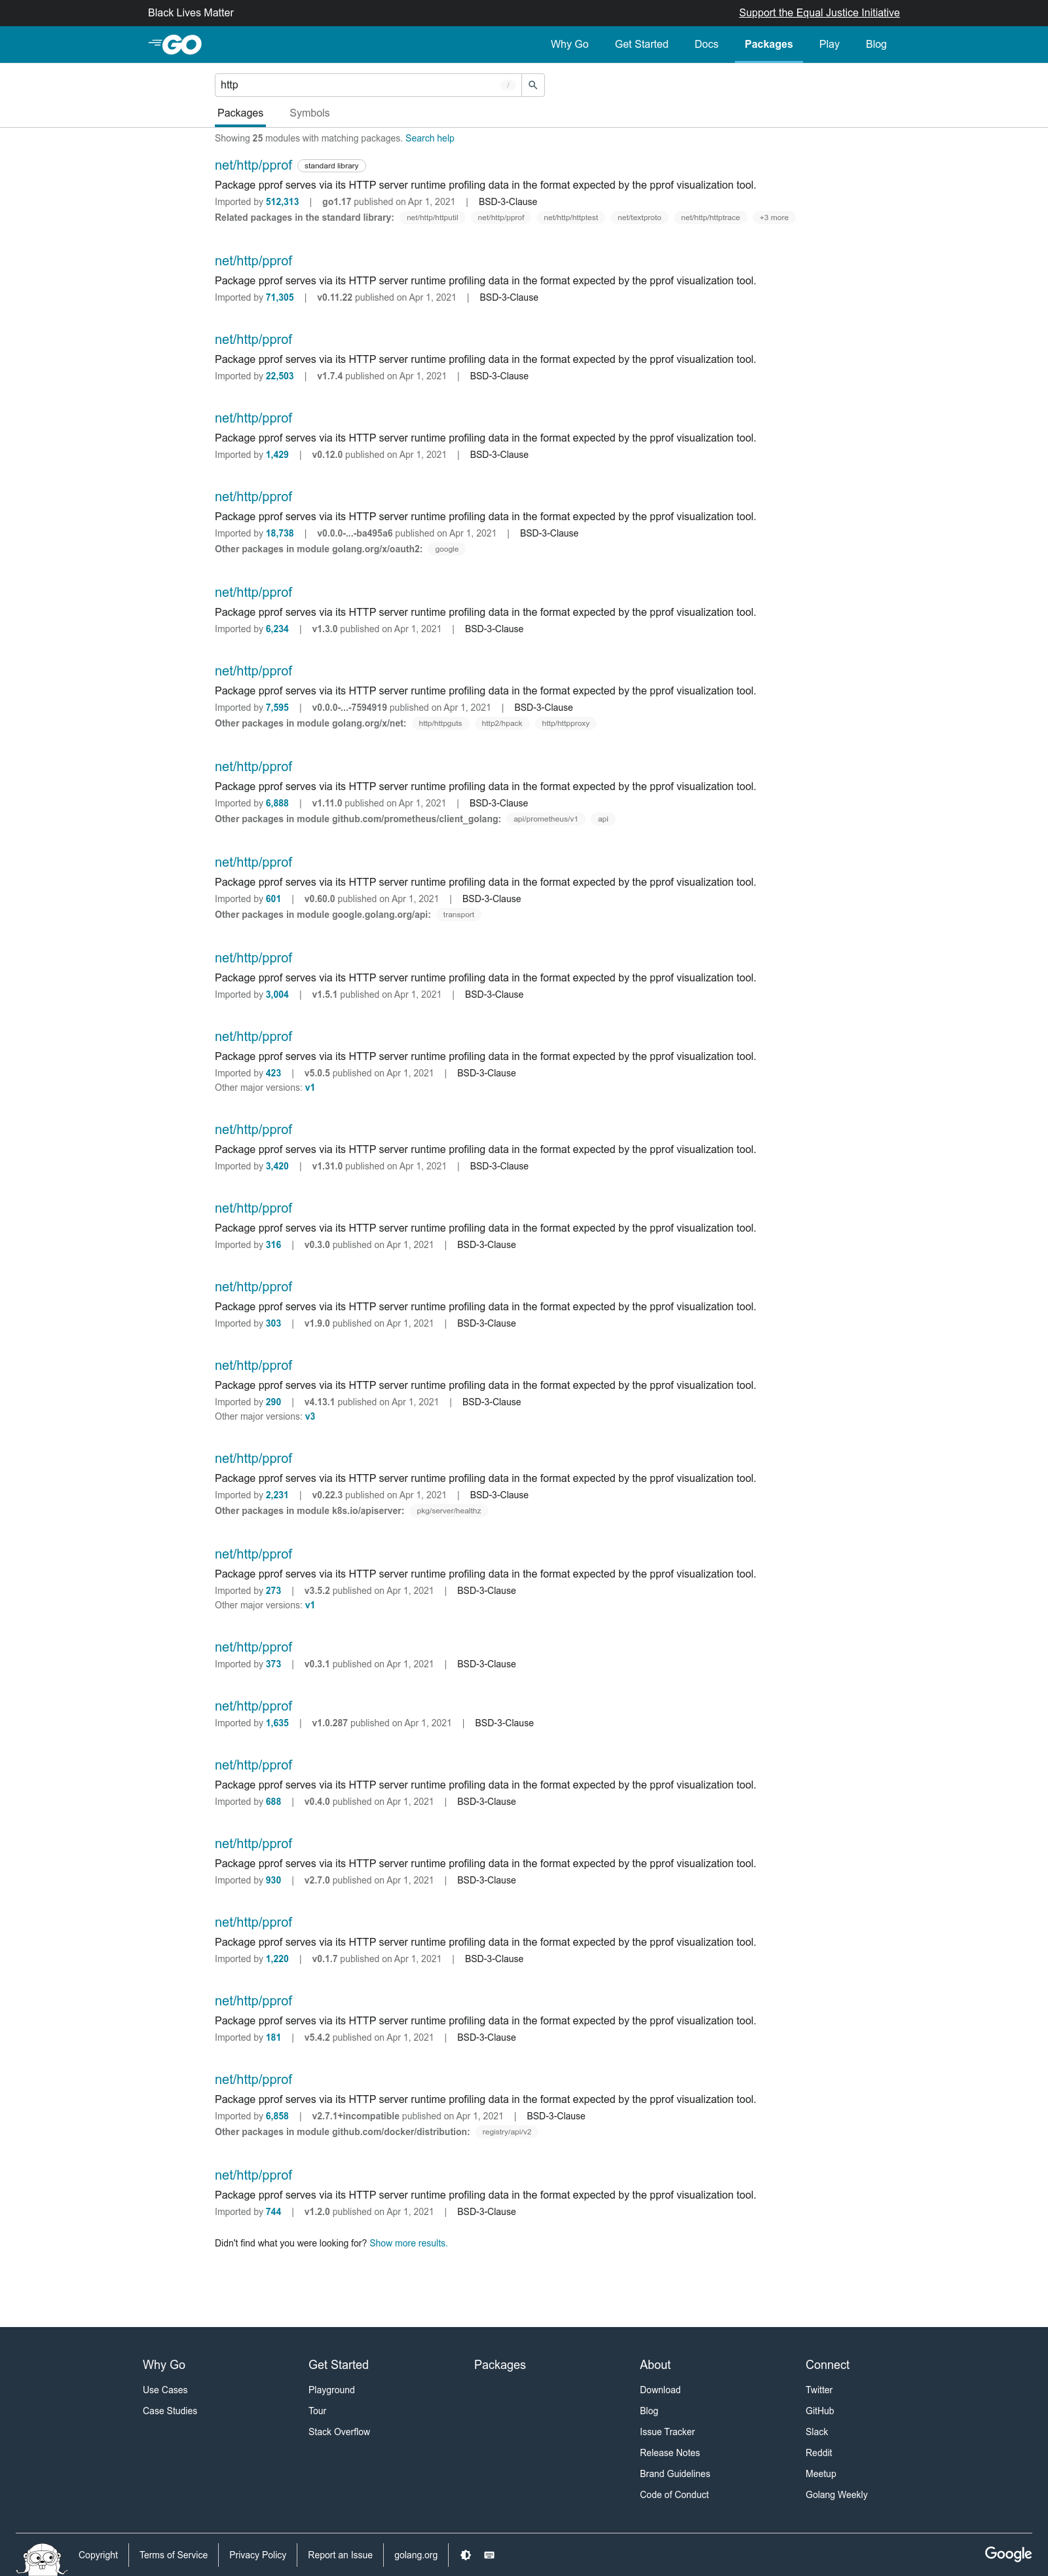 Black Lives Matter Support the Equal Justice Initiative
GO Why Go Get Started Docs Packages Play Blog
http /
Packages Symbols
Showing 25 modules with matching packages. Search help
net/http/pprof standard library
Package pprof serves via its HTTP server runtime profiling data in the format expected by the pprof visualization tool.
Imported by 512,313 | go1.17 published on Apr 1, 2021 | BSD-3-Clause
Related packages in the standard library: net/http/httputil net/http/pprof net/http/httptest net/textproto net/http/httptrace +3 more
net/http/pprof
Package pprof serves via its HTTP server runtime profiling data in the format expected by the pprof visualization tool.
Imported by 71,305 | v0.11.22 published on Apr 1, 2021 | BSD-3-Clause
net/http/pprof
Package pprof serves via its HTTP server runtime profiling data in the format expected by the pprof visualization tool.
Imported by 22,503 | v1.7.4 published on Apr 1, 2021 | BSD-3-Clause
net/http/pprof
Package pprof serves via its HTTP server runtime profiling data in the format expected by the pprof visualization tool.
Imported by 1,429 | v0.12.0 published on Apr 1, 2021 | BSD-3-Clause
net/http/pprof
Package pprof serves via its HTTP server runtime profiling data in the format expected by the pprof visualization tool.
Imported by 18,738 | v0.0.0-...-ba495a6 published on Apr 1, 2021 | BSD-3-Clause
Other packages in module golang.org/x/oauth2: google
net/http/pprof
Package pprof serves via its HTTP server runtime profiling data in the format expected by the pprof visualization tool.
Imported by 6,234 | v1.3.0 published on Apr 1, 2021 | BSD-3-Clause
net/http/pprof
Package pprof serves via its HTTP server runtime profiling data in the format expected by the pprof visualization tool.
Imported by 7,595 | v0.0.0-...-7594919 published on Apr 1, 2021 | BSD-3-Clause
Other packages in module golang.org/x/net: http/httpguts http2/hpack http/httpproxy
net/http/pprof
Package pprof serves via its HTTP server runtime profiling data in the format expected by the pprof visualization tool.
Imported by 6,888 | v1.11.0 published on Apr 1, 2021 | BSD-3-Clause
Other packages in module github.com/prometheus/client_golang: api/prometheus/v1 api
net/http/pprof
Package pprof serves via its HTTP server runtime profiling data in the format expected by the pprof visualization tool.
Imported by 601 | v0.60.0 published on Apr 1, 2021 | BSD-3-Clause
Other packages in module google.golang.org/api: transport
net/http/pprof
Package pprof serves via its HTTP server runtime profiling data in the format expected by the pprof visualization tool.
Imported by 3,004 | v1.5.1 published on Apr 1, 2021 | BSD-3-Clause
net/http/pprof
Package pprof serves via its HTTP server runtime profiling data in the format expected by the pprof visualization tool.
Imported by 423 | v5.0.5 published on Apr 1, 2021 | BSD-3-Clause
Other major versions: v1
net/http/pprof
Package pprof serves via its HTTP server runtime profiling data in the format expected by the pprof visualization tool.
Imported by 3,420 | v1.31.0 published on Apr 1, 2021 | BSD-3-Clause
net/http/pprof
Package pprof serves via its HTTP server runtime profiling data in the format expected by the pprof visualization tool.
Imported by 316 | v0.3.0 published on Apr 1, 2021 | BSD-3-Clause
net/http/pprof
Package pprof serves via its HTTP server runtime profiling data in the format expected by the pprof visualization tool.
Imported by 303 | v1.9.0 published on Apr 1, 2021 | BSD-3-Clause
net/http/pprof
Package pprof serves via its HTTP server runtime profiling data in the format expected by the pprof visualization tool.
Imported by 290 | v4.13.1 published on Apr 1, 2021 | BSD-3-Clause
Other major versions: v3
net/http/pprof
Package pprof serves via its HTTP server runtime profiling data in the format expected by the pprof visualization tool.
Imported by 2,231 | v0.22.3 published on Apr 1, 2021 | BSD-3-Clause
Other packages in module k8s.io/apiserver: pkg/server/healthz
net/http/pprof
Package pprof serves via its HTTP server runtime profiling data in the format expected by the pprof visualization tool.
Imported by 273 | v3.5.2 published on Apr 1, 2021 | BSD-3-Clause
Other major versions: v1
net/http/pprof
Imported by 373 | v0.3.1 published on Apr 1, 2021 | BSD-3-Clause
net/http/pprof
Imported by 1,635 | v1.0.287 published on Apr 1, 2021 | BSD-3-Clause
net/http/pprof
Package pprof serves via its HTTP server runtime profiling data in the format expected by the pprof visualization tool.
Imported by 688 | v0.4.0 published on Apr 1, 2021 | BSD-3-Clause
net/http/pprof
Package pprof serves via its HTTP server runtime profiling data in the format expected by the pprof visualization tool.
Imported by 930 | v2.7.0 published on Apr 1, 2021 | BSD-3-Clause
net/http/pprof
Package pprof serves via its HTTP server runtime profiling data in the format expected by the pprof visualization tool.
Imported by 1,220 | v0.1.7 published on Apr 1, 2021 | BSD-3-Clause
net/http/pprof
Package pprof serves via its HTTP server runtime profiling data in the format expected by the pprof visualization tool.
Imported by 181 | v5.4.2 published on Apr 1, 2021 | BSD-3-Clause
net/http/pprof
Package pprof serves via its HTTP server runtime profiling data in the format expected by the pprof visualization tool.
Imported by 6,858 | v2.7.1+incompatible published on Apr 1, 2021 | BSD-3-Clause
Other packages in module github.com/docker/distribution: registry/api/v2
net/http/pprof
Package pprof serves via its HTTP server runtime profiling data in the format expected by the pprof visualization tool.
Imported by 744 | v1.2.0 published on Apr 1, 2021 | BSD-3-Clause
Didn't find what you were looking for? Show more results.
Why Go Get Started Packages About Connect
Use Cases Playground Download Twitter
Case Studies Tour Blog GitHub
Stack Overflow Issue Tracker Slack
Release Notes Reddit
Brand Guidelines Meetup
Code of Conduct Golang Weekly
Copyright Terms of Service Privacy Policy Report an Issue golang.org Google